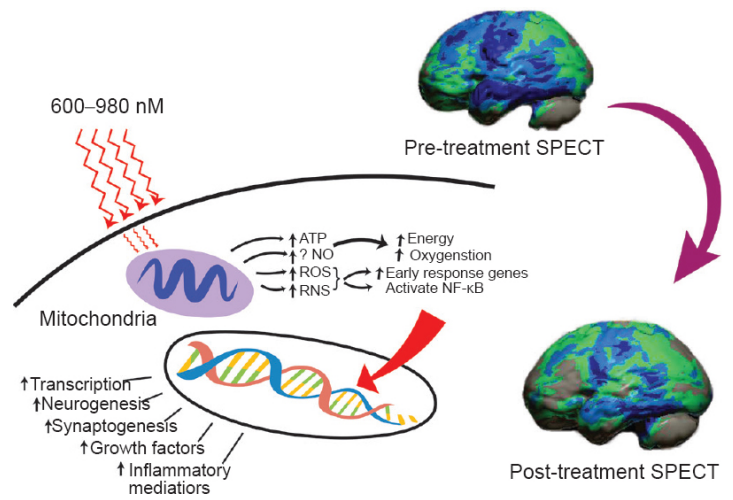 600–980 nM
Pre-treatment SPECT
↑ATP
↑? NO
↑ROS
↑RNS
↑Energy
↑ Oxygenstion
↑Early response genes
Activate NF-κB
Mitochondria
↑Transcription
↑Neurogenesis
↑Synaptogenesis
↑Growth factors
↑ Inflammatory
mediatiors
Post-treatment SPECT